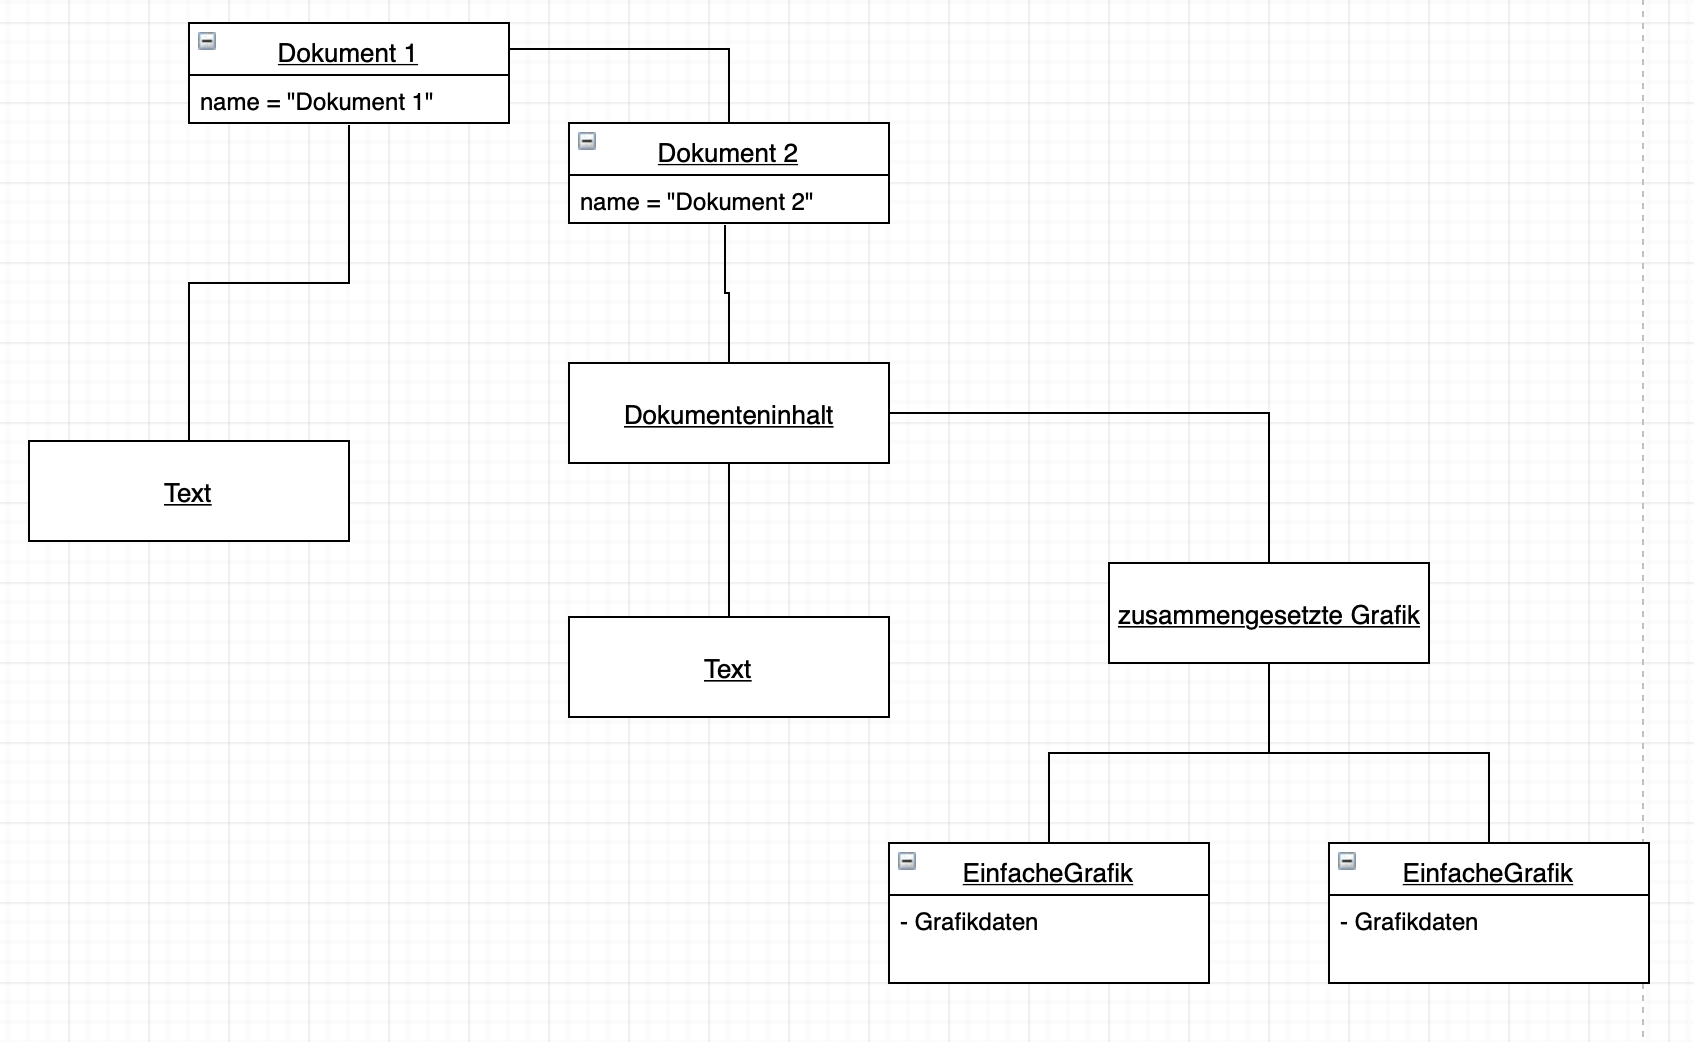 Dokument 1
name = "Dokument 1"
Dokument 2
name = "Dokument 2"
Dokumenteninhalt
Text
zusammengesetzte Grafik
Text
EinfacheGrafik
- Grafikdaten
EinfacheGrafik
- Grafikdaten